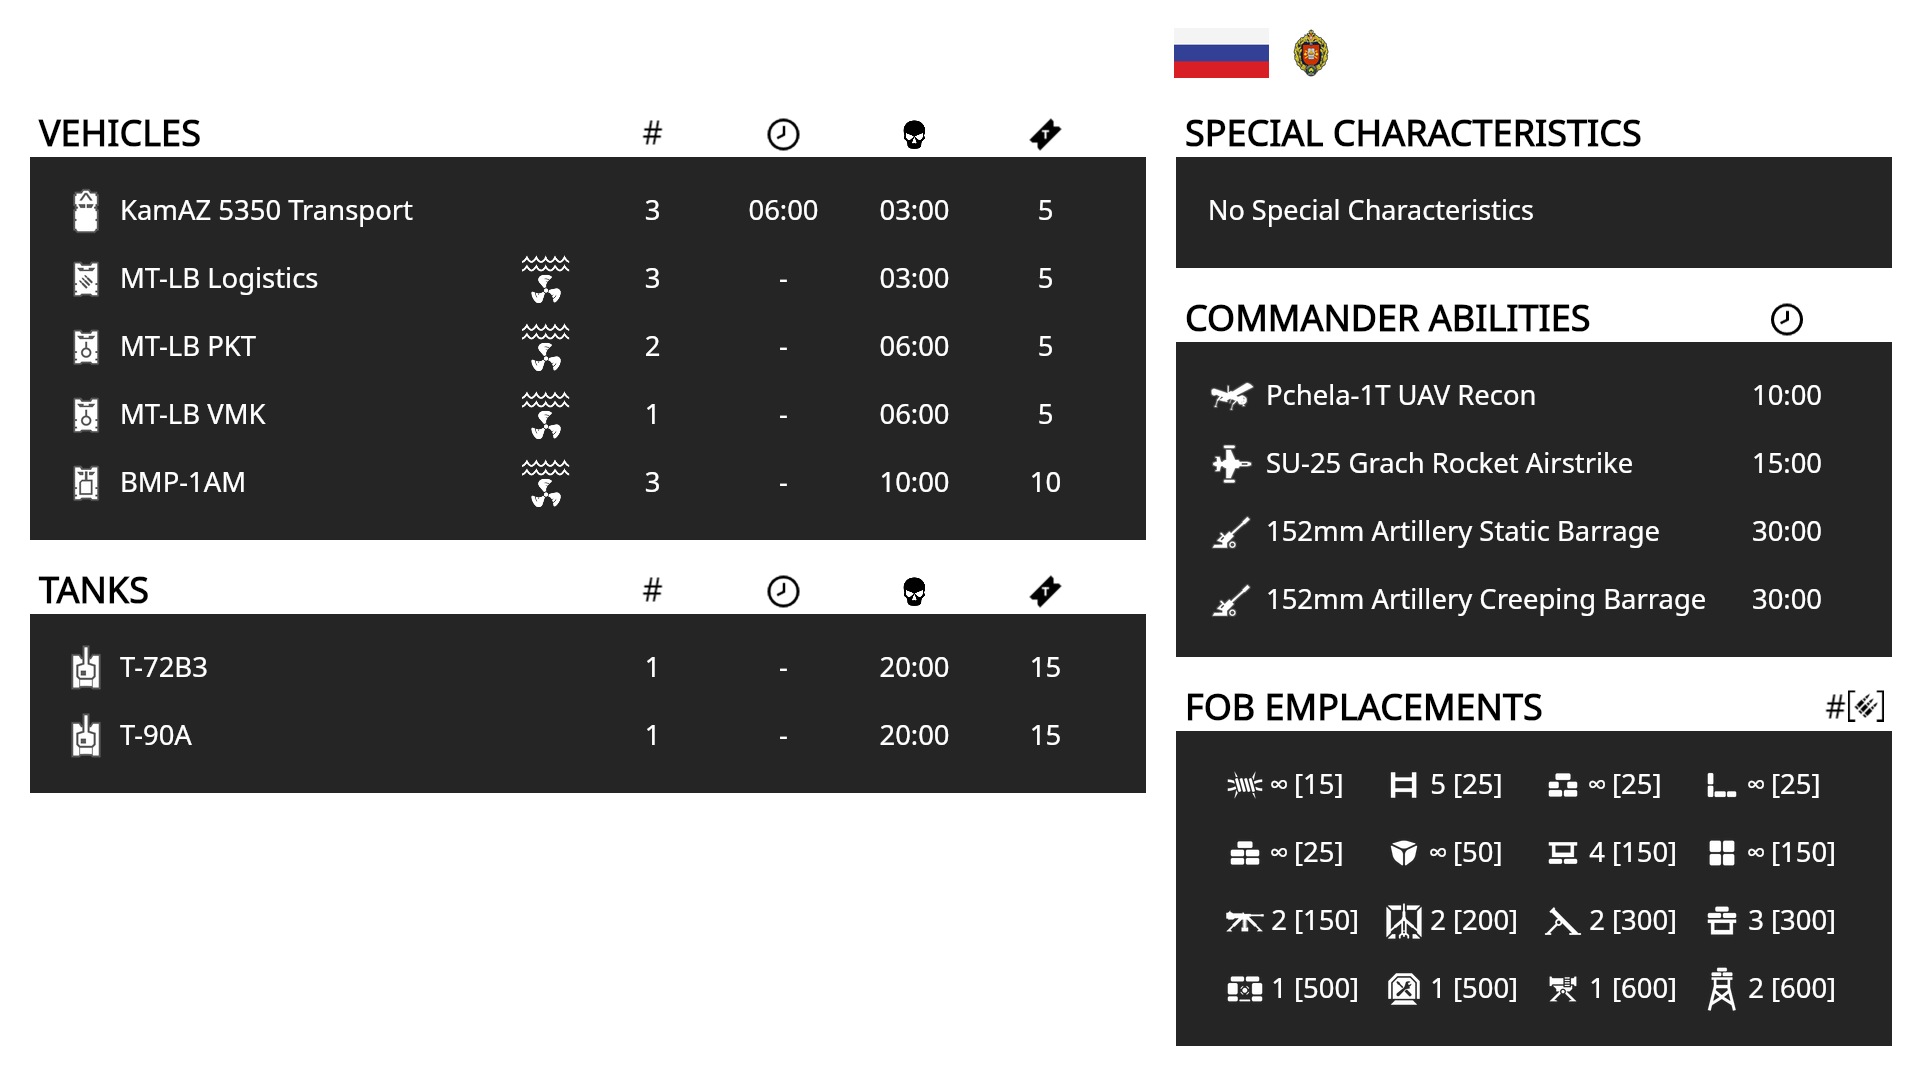 VEHICLES #
KamAZ 5350 Transport 3 06:00 03:00 5
MT-LB Logistics 3 - 03:00 5
MT-LB PKT 2 - 06:00 5
MT-LB VMK 1 - 06:00 5
BMP-1AM 3 - 10:00 10
TANKS #
T-72B3 1 - 20:00 15
T-90A 1 - 20:00 15
SPECIAL CHARACTERISTICS
No Special Characteristics
COMMANDER ABILITIES
Pchela-1T UAV Recon 10:00
SU-25 Grach Rocket Airstrike 15:00
152mm Artillery Static Barrage 30:00
152mm Artillery Creeping Barrage 30:00
FOB EMPLACEMENTS #[ ]
∞ [15] 5 [25] ∞ [25] ∞ [25]
∞ [25] ∞ [50] 4 [150] ∞ [150]
2 [150] 2 [200] 2 [300] 3 [300]
1 [500] 1 [500] 1 [600] 2 [600]